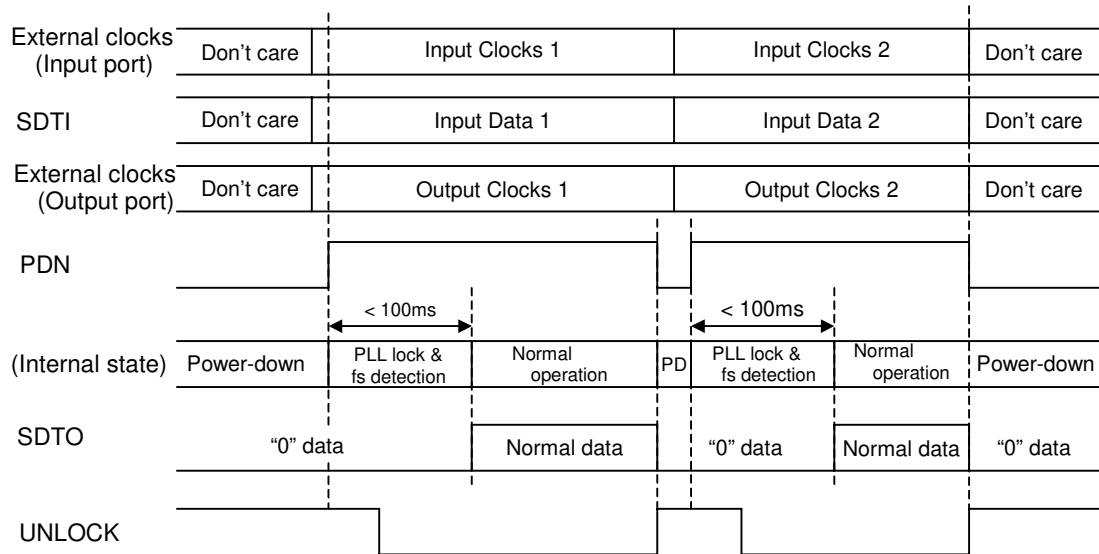 External clocks
(Input port)
Don’t care
Input Clocks 1
Input Clocks 2
Don’t care
SDTI
Don’t care
Input Data 1
Input Data 2
Don’t care
External clocks
(Output port)
Don’t care
Output Clocks 1
Output Clocks 2
Don’t care
PDN
< 100ms
< 100ms
(Internal state)
Power-down
PLL lock &
fs detection
Normal
operation
PD
PLL lock &
fs detection
Normal
operation
Power-down
SDTO
“0” data
Normal data
“0” data
Normal data
“0” data
UNLOCK